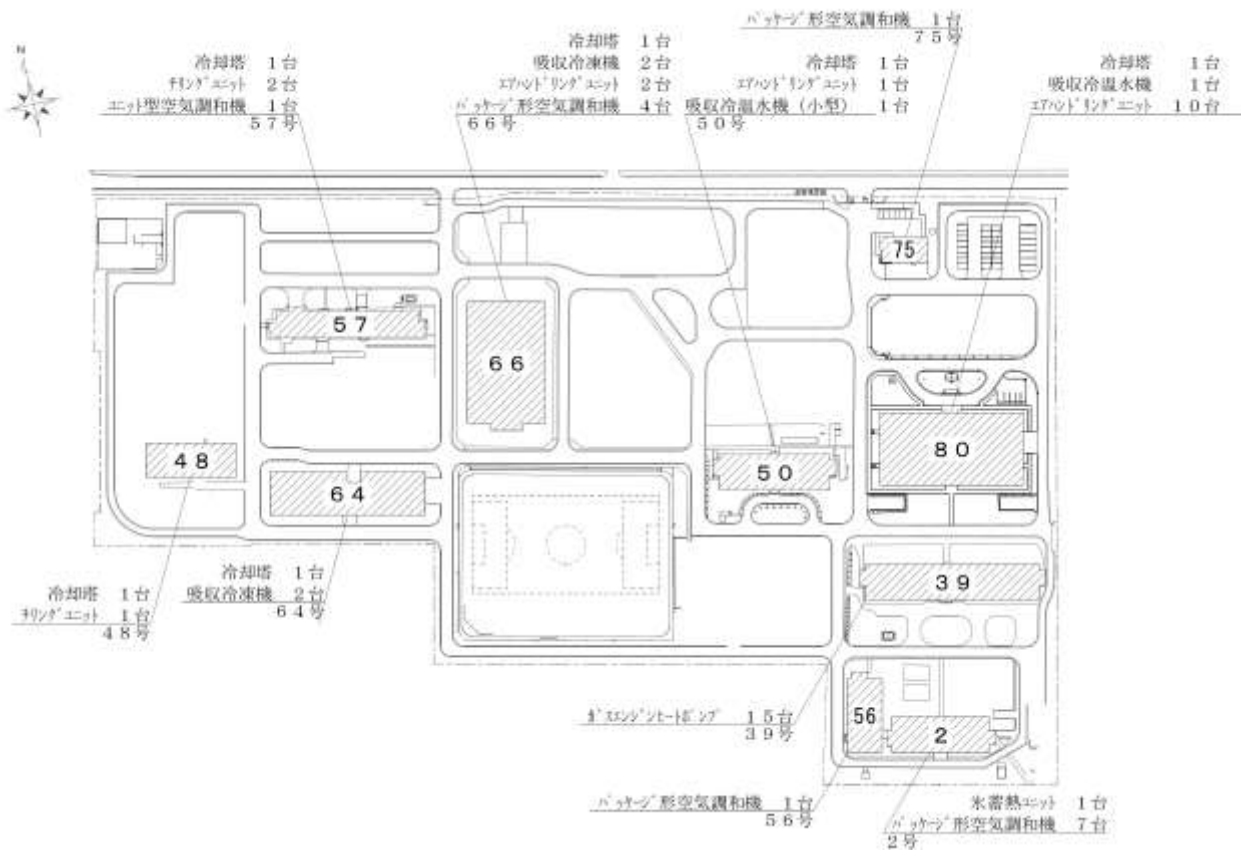 パッケージ形空気調和機 1台
75号
冷却塔 1台
吸収冷凍機 2台
エアハンドリングユニット 2台
パッケージ形空気調和機 4台
66号
冷却塔 1台
エアハンドリングユニット 1台
吸収冷温水機(小型) 1台
50号
冷却塔 1台
吸収冷温水機 1台
エアハンドリングユニット 10台
N
冷却塔 1台
チリングユニット 2台
ユニット型空気調和機 1台
57号
75
57
66
80
48
64
50
39
冷却塔 1台
チリングユニット 1台
48号
冷却塔 1台
吸収冷凍機 2台
64号
56
2
ガスエンジンヒートポンプ 15台
39号
パッケージ形空気調和機 1台
56号
氷蓄熱ユニット 1台
パッケージ形空気調和機 7台
2号